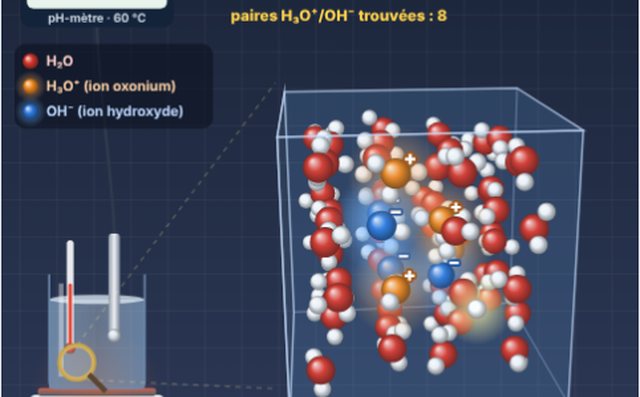 paires H₃O⁺/OH⁻ trouvées : 8
pH-mètre · 60 °C
H₂O
H₃O⁺ (ion oxonium)
OH⁻ (ion hydroxyde)
+
+
−
−
−
+